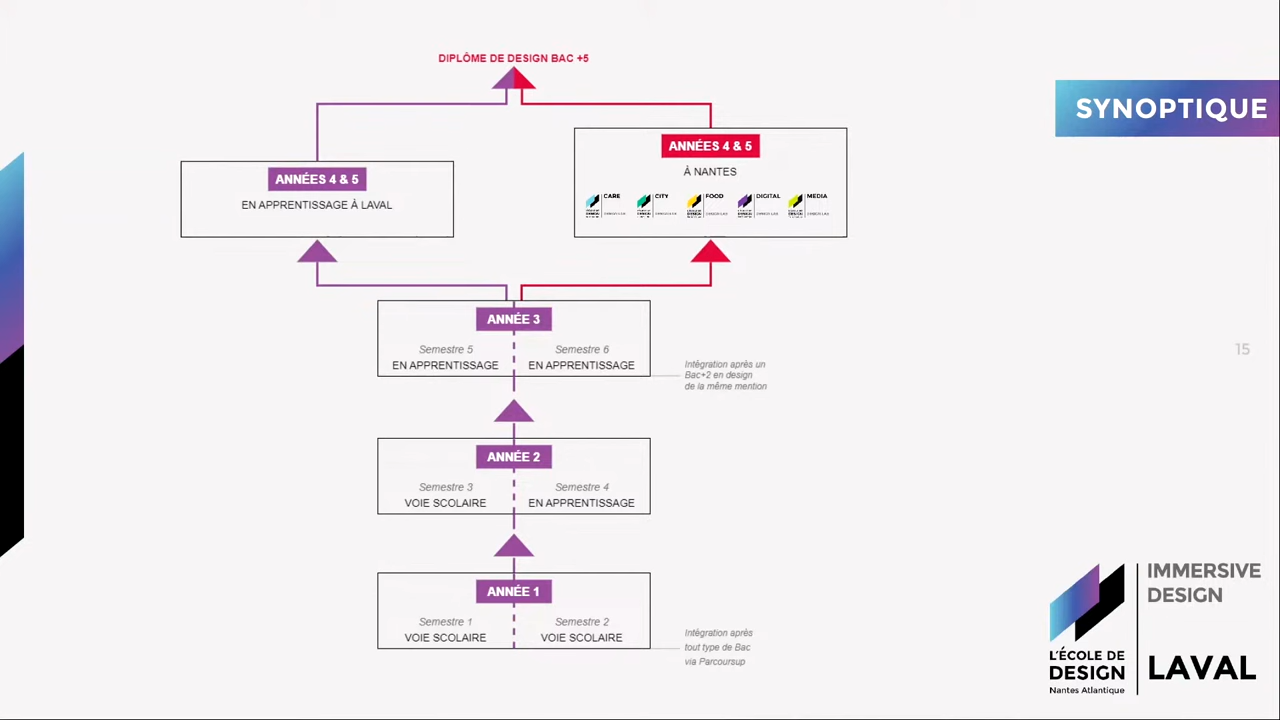 DIPLÔME DE DESIGN BAC +5
SYNOPTIQUE
ANNÉES 4 & 5
EN APPRENTISSAGE À LAVAL
ANNÉES 4 & 5
À NANTES
CARE
CITY
FOOD
DIGITAL
MEDIA
ANNÉE 3
Semestre 5
EN APPRENTISSAGE
Semestre 6
EN APPRENTISSAGE
Intégration après un
Bac+2 en design
de la même mention
15
ANNÉE 2
Semestre 3
VOIE SCOLAIRE
Semestre 4
EN APPRENTISSAGE
ANNÉE 1
Semestre 1
VOIE SCOLAIRE
Semestre 2
VOIE SCOLAIRE
Intégration après
tout type de Bac
via Parcoursup
IMMERSIVE
DESIGN
L'ÉCOLE DE
DESIGN
Nantes Atlantique
LAVAL